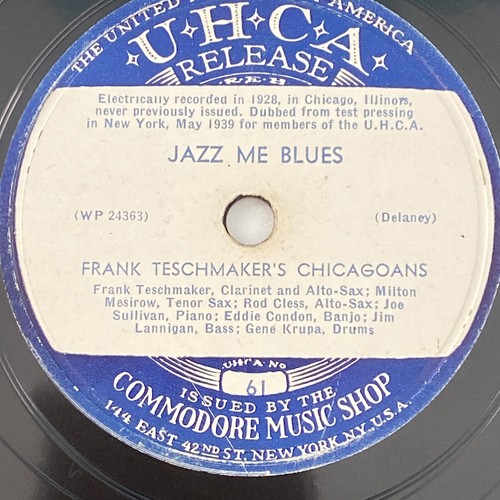 THE UNITED AMERICA
U·H·C·A·
RELEASE
Electrically recorded in 1928, in Chicago, Illinois,
never previously issued. Dubbed from test pressing
in New York, May 1939 for members of the U.H.C.A.
JAZZ ME BLUES
(WP 24363) (Delaney)
FRANK TESCHMAKER'S CHICAGOANS
Frank Teschmaker, Clarinet and Alto-Sax; Milton
Mesirow, Tenor Sax; Rod Cless, Alto-Sax; Joe
Sullivan, Piano; Eddie Condon, Banjo; Jim
Lannigan, Bass; Gene Krupa, Drums
UHCA No
61
ISSUED BY THE
COMMODORE MUSIC SHOP
144 EAST 42ND ST. NEW YORK N.Y. U.S.A.